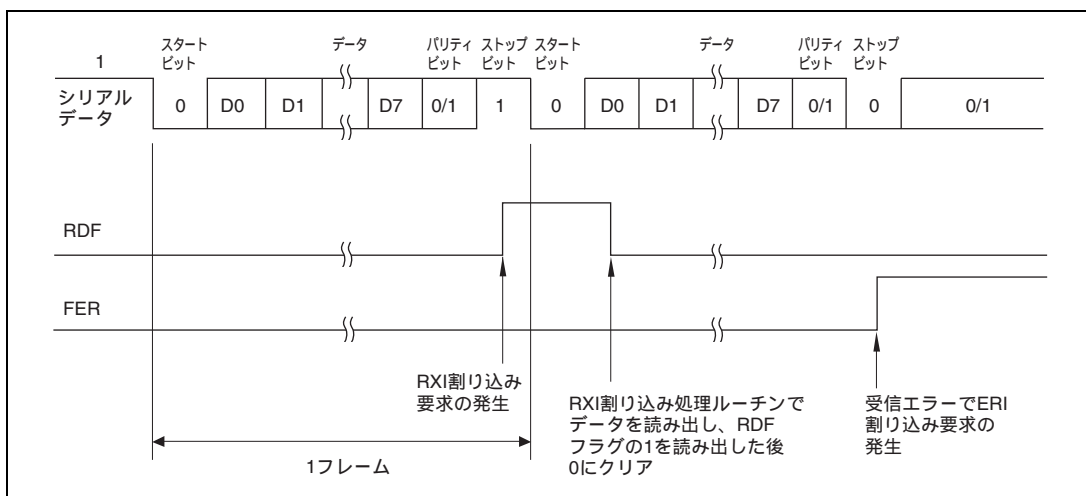 スタート
ビット
データ
パリティ
ビット
ストップ
ビット
スタート
ビット
データ
パリティ
ビット
ストップ
ビット
1
シリアル
データ
0 D0 D1 D7 0/1 1 0 D0 D1 D7 0/1 0 0/1
RDF
FER
RXI割り込み
要求の発生
RXI割り込み処理ルーチンで
データを読み出し、RDF
フラグの1を読み出した後
0にクリア
受信エラーでERI
割り込み要求の
発生
1フレーム